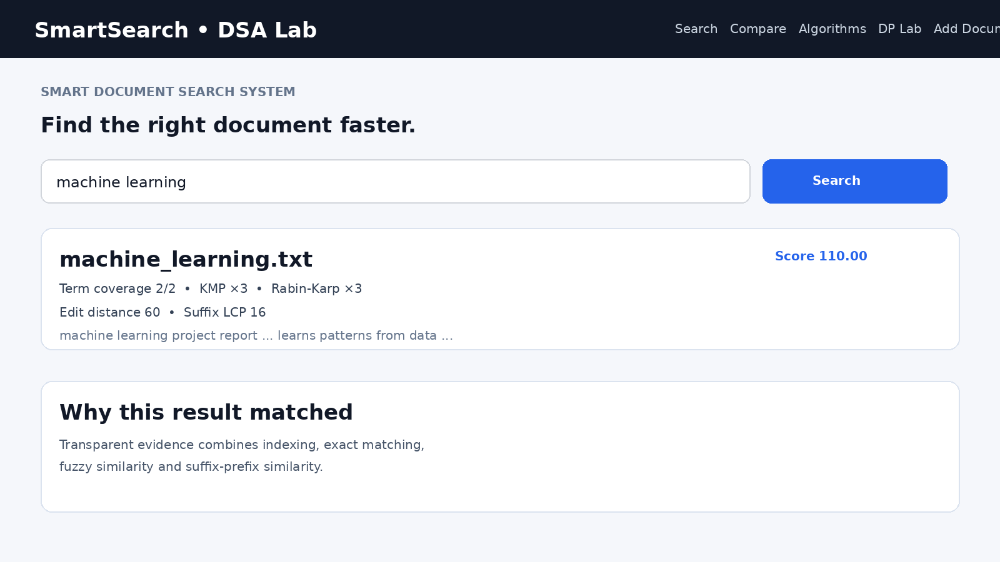 SmartSearch • DSA Lab
Search Compare Algorithms DP Lab Add Docum
SMART DOCUMENT SEARCH SYSTEM
Find the right document faster.
machine learning
Search
machine_learning.txt
Score 110.00
Term coverage 2/2 • KMP ×3 • Rabin-Karp ×3
Edit distance 60 • Suffix LCP 16
machine learning project report ... learns patterns from data ...
Why this result matched
Transparent evidence combines indexing, exact matching,
fuzzy similarity and suffix-prefix similarity.